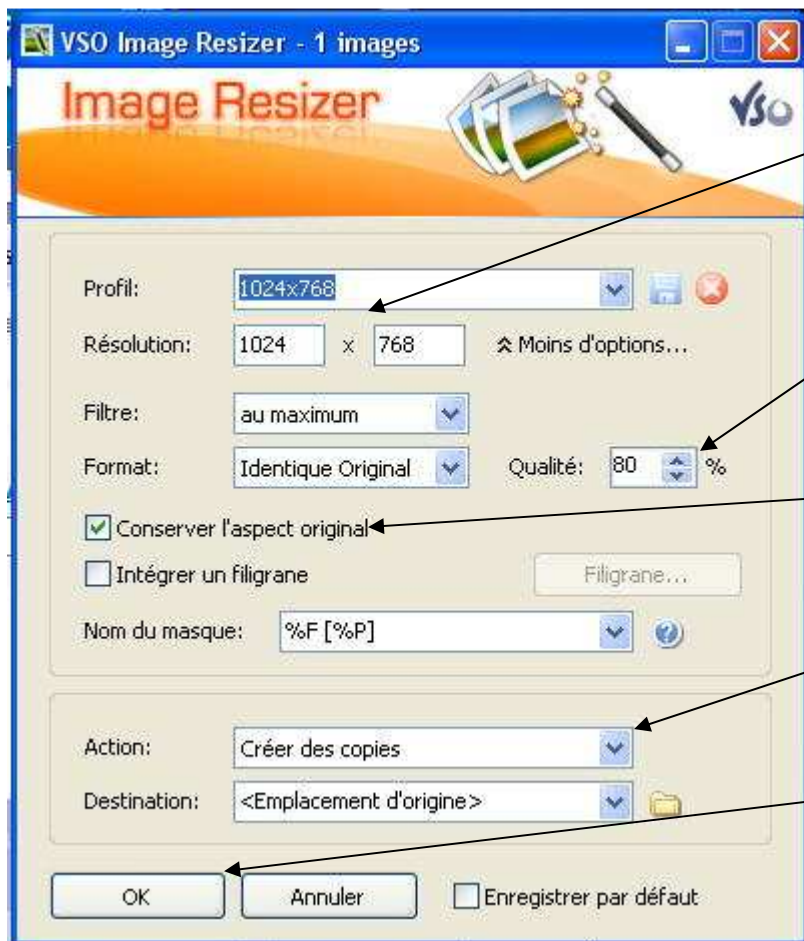 VSO Image Resizer - 1 images
Image Resizer
VSO
Profil: 1024x768
Résolution: 1024 x 768 Moins d'options...
Filtre: au maximum
Format: Identique Original Qualité: 80 %
Conserver l'aspect original
Intégrer un filigrane Filigrane...
Nom du masque: %F [%P]
Action: Créer des copies
Destination: <Emplacement d'origine>
OK Annuler Enregistrer par défaut